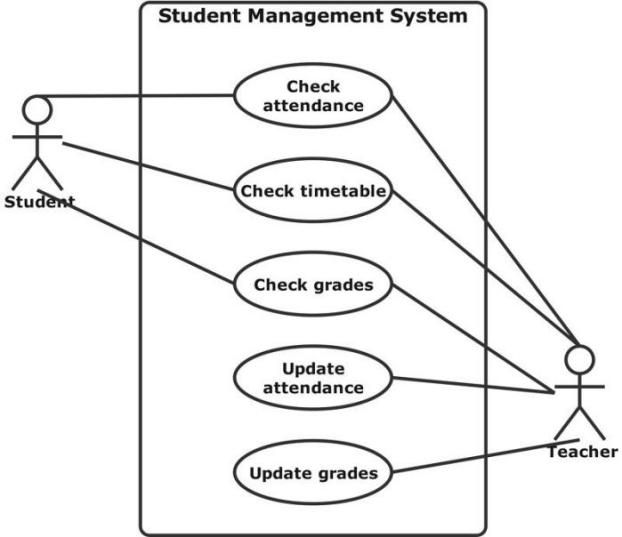 Student Management System
Check
attendance
Student
Check timetable
Check grades
Update
attendance
Teacher
Update grades